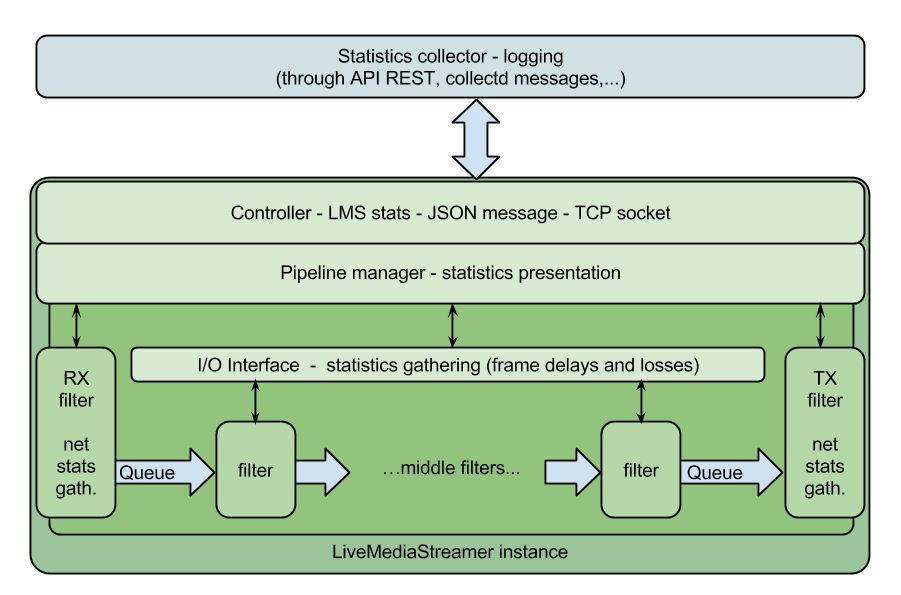 Statistics collector - logging
(through API REST, collectd messages,...)
Controller - LMS stats - JSON message - TCP socket
Pipeline manager - statistics presentation
I/O Interface - statistics gathering (frame delays and losses)
RX
filter
net
stats
gath.
Queue
filter
...middle filters...
filter
Queue
TX
filter
net
stats
gath.
LiveMediaStreamer instance